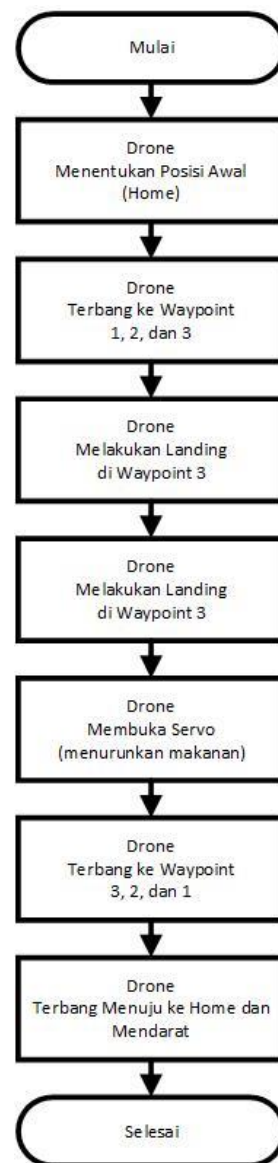 Mulai
Drone
Menentukan Posisi Awal
(Home)
Drone
Terbang ke Waypoint
1, 2, dan 3
Drone
Melakukan Landing
di Waypoint 3
Drone
Melakukan Landing
di Waypoint 3
Drone
Membuka Servo
(menurunkan makanan)
Drone
Terbang ke Waypoint
3, 2, dan 1
Drone
Terbang Menuju ke Home dan
Mendarat
Selesai